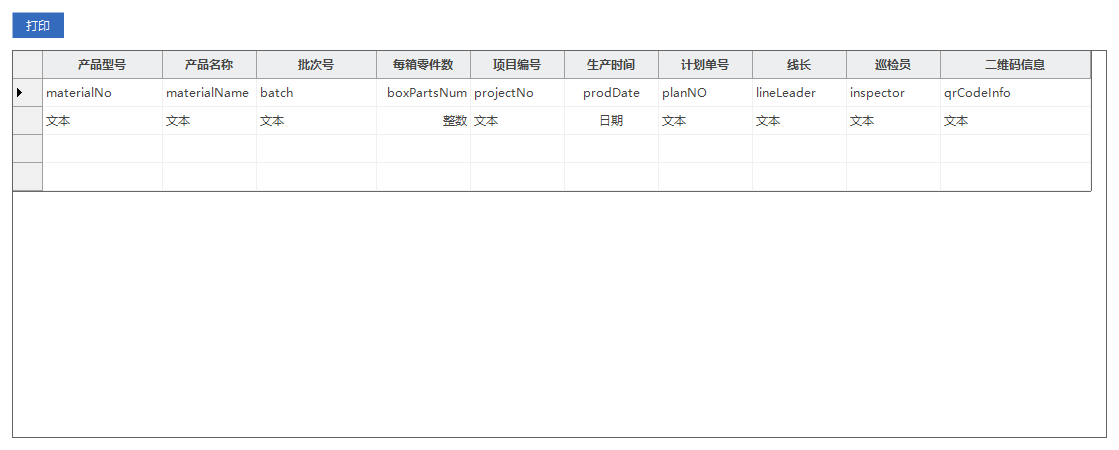 打印
产品型号 产品名称 批次号 每箱零件数 项目编号 生产时间 计划单号 线长 巡检员 二维码信息
materialNo materialName batch boxPartsNum projectNo prodDate planNO lineLeader inspector qrCodeInfo
文本 文本 文本 整数 文本 日期 文本 文本 文本 文本